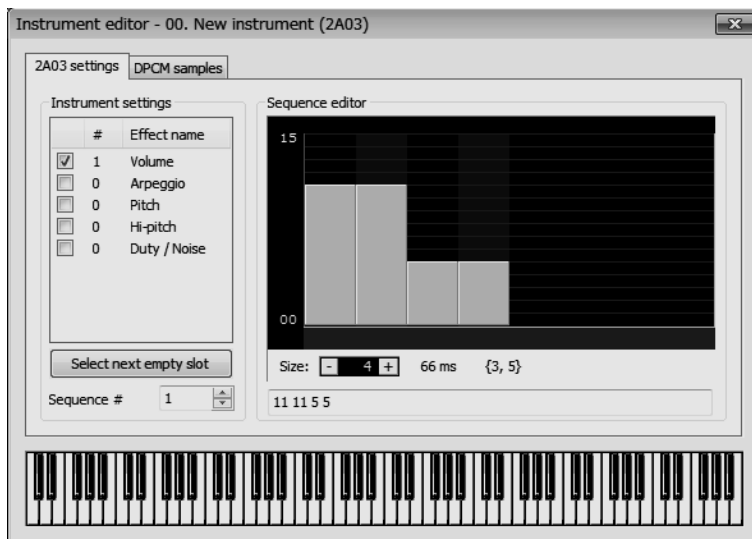 Instrument editor - 00. New instrument (2A03)
2A03 settings
DPCM samples
Instrument settings
# Effect name
1 Volume
0 Arpeggio
0 Pitch
0 Hi-pitch
0 Duty / Noise
Select next empty slot
Sequence # 1
Sequence editor
15
00
Size: - 4 + 66 ms {3, 5}
11 11 5 5